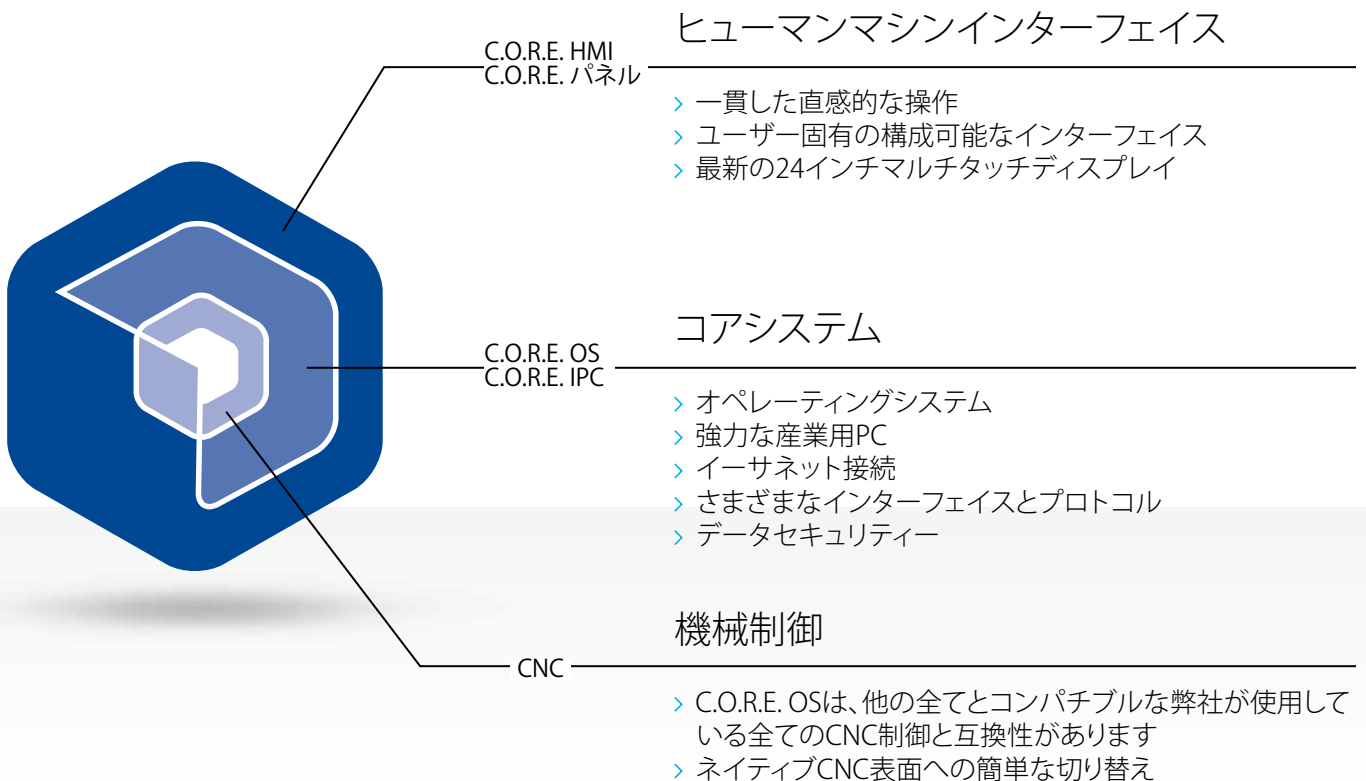 ヒューマンマシンインターフェイス
C.O.R.E. HMI
C.O.R.E. パネル
> 一貫した直感的な操作
> ユーザー固有の構成可能なインターフェイス
> 最新の24インチマルチタッチディスプレイ
コアシステム
C.O.R.E. OS
C.O.R.E. IPC
> オペレーティングシステム
> 強力な産業用PC
> イーサネット接続
> さまざまなインターフェイスとプロトコル
> データセキュリティー
機械制御
CNC
> C.O.R.E. OSは、他の全てとコンパチブルな弊社が使用して
いる全てのCNC制御と互換性があります
> ネイティブCNC表面への簡単な切り替え